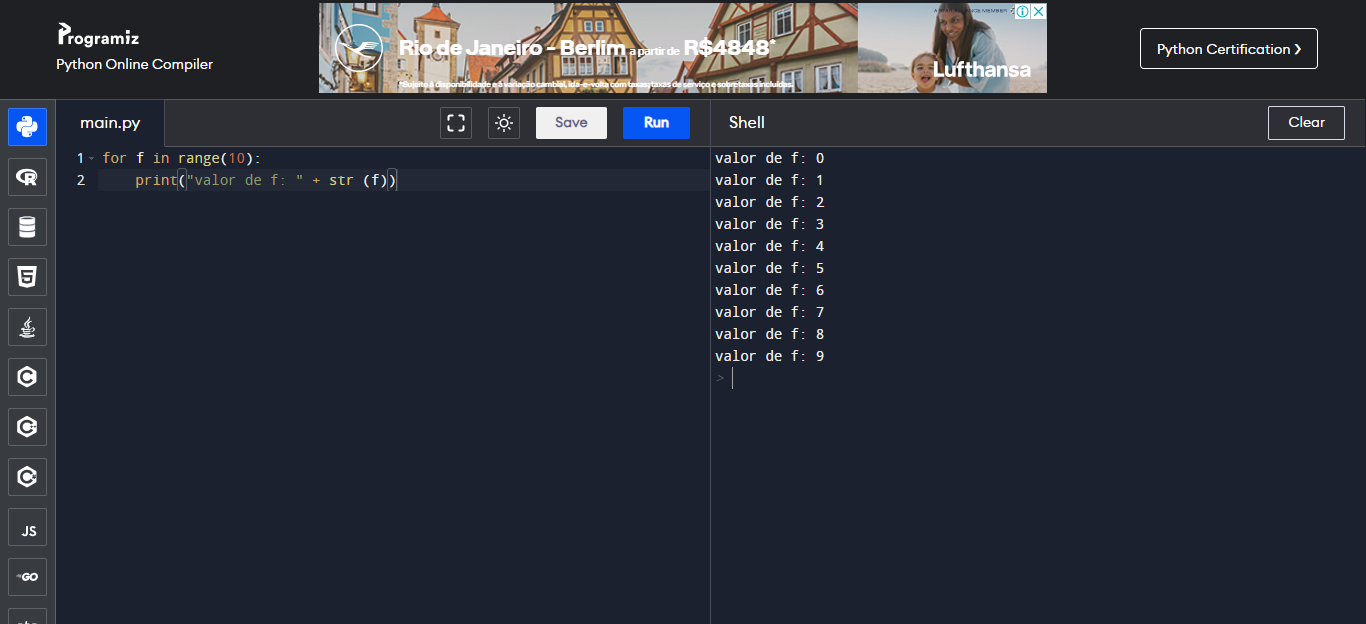 Programiz
Python Online Compiler
Rio de Janeiro - Berlim a partir de R$4848*
*Sujeito à disponibilidade e à variação cambial, ida-e-volta com taxas; taxas de serviço e sobretaxas incluídas.
Lufthansa
Python Certification
main.py
Save
Run
Shell
Clear
1 for f in range(10):
2 print("valor de f: " + str (f))
valor de f: 0
valor de f: 1
valor de f: 2
valor de f: 3
valor de f: 4
valor de f: 5
valor de f: 6
valor de f: 7
valor de f: 8
valor de f: 9
>
R
5
C
C
C
JS
GO